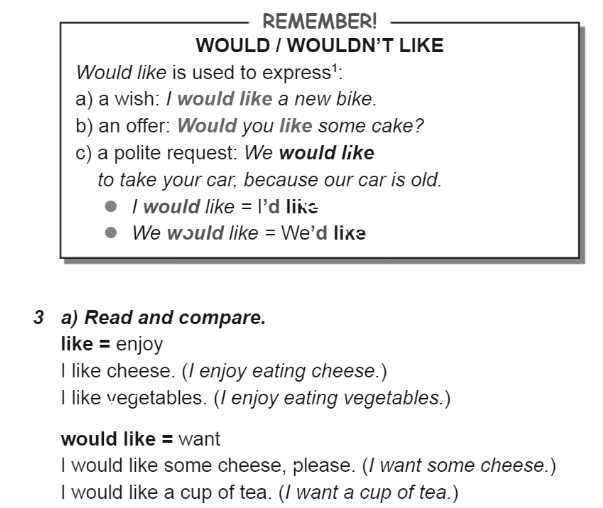 REMEMBER!
WOULD / WOULDN'T LIKE
Would like is used to express¹:
a) a wish: I would like a new bike.
b) an offer: Would you like some cake?
c) a polite request: We would like
to take your car, because our car is old.
● I would like = I'd like
● We would like = We'd like
3 a) Read and compare.
like = enjoy
I like cheese. (I enjoy eating cheese.)
I like vegetables. (I enjoy eating vegetables.)
would like = want
I would like some cheese, please. (I want some cheese.)
I would like a cup of tea. (I want a cup of tea.)